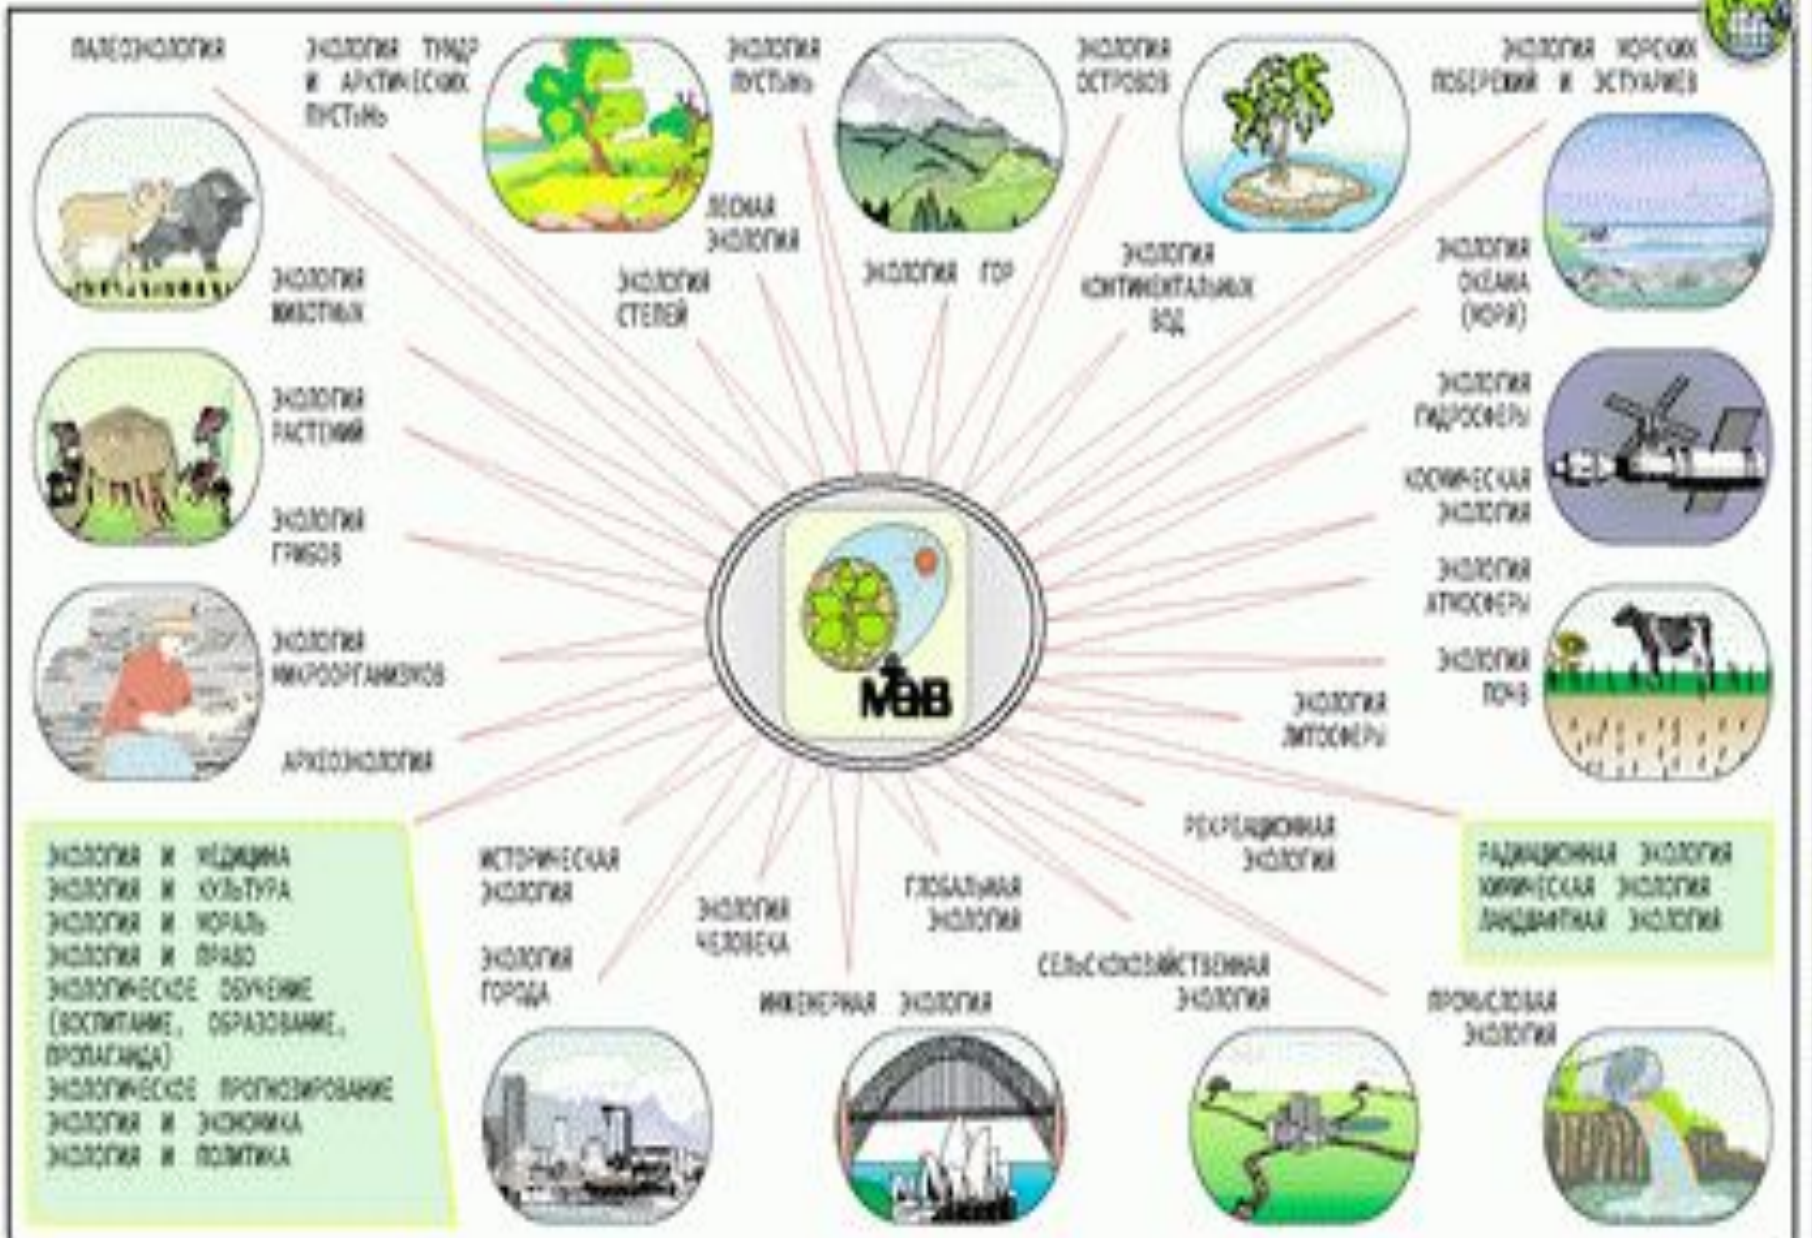 ПАЛЕОЭКОЛОГИЯ
ЭКОЛОГИЯ ТУНДР
И АРКТИЧЕСКИХ
ПУСТЫНЬ
ЭКОЛОГИЯ
ПУСТЫНЬ
ЭКОЛОГИЯ
ОСТРОВОВ
ЭКОЛОГИЯ МОРСКИХ
ПОБЕРЕЖИЙ И ЭСТУАРИЕВ
ЛЕСНАЯ
ЭКОЛОГИЯ
ЭКОЛОГИЯ
СТЕПЕЙ
ЭКОЛОГИЯ ГОР
ЭКОЛОГИЯ
КОНТИНЕНТАЛЬНЫХ
ВОД
ЭКОЛОГИЯ
ОКЕАНА
(МОРЯ)
ЭКОЛОГИЯ
ЖИВОТНЫХ
ЭКОЛОГИЯ
РАСТЕНИЙ
ЭКОЛОГИЯ
ГРИБОВ
ЭКОЛОГИЯ
МИКРООРГАНИЗМОВ
АРХЕОЭКОЛОГИЯ
ЭКОЛОГИЯ
ГИДРОСФЕРЫ
КОСМИЧЕСКАЯ
ЭКОЛОГИЯ
ЭКОЛОГИЯ
АТМОСФЕРЫ
ЭКОЛОГИЯ
ПОЧВ
ЭКОЛОГИЯ
ЛИТОСФЕРЫ
МЭВ
ЭКОЛОГИЯ И МЕДИЦИНА
ЭКОЛОГИЯ И КУЛЬТУРА
ЭКОЛОГИЯ И МОРАЛЬ
ЭКОЛОГИЯ И ПРАВО
ЭКОЛОГИЧЕСКОЕ ОБУЧЕНИЕ
(ВОСПИТАНИЕ, ОБРАЗОВАНИЕ,
ПРОПАГАНДА)
ЭКОЛОГИЧЕСКОЕ ПРОГНОЗИРОВАНИЕ
ЭКОЛОГИЯ И ЭКОНОМИКА
ЭКОЛОГИЯ И ПОЛИТИКА
ИСТОРИЧЕСКАЯ
ЭКОЛОГИЯ
ЭКОЛОГИЯ
ГОРОДА
ЭКОЛОГИЯ
ЧЕЛОВЕКА
ИНЖЕНЕРНАЯ ЭКОЛОГИЯ
ГЛОБАЛЬНАЯ
ЭКОЛОГИЯ
СЕЛЬСКОХОЗЯЙСТВЕННАЯ
ЭКОЛОГИЯ
РЕКРЕАЦИОННАЯ
ЭКОЛОГИЯ
ПРОМЫСЛОВАЯ
ЭКОЛОГИЯ
РАДИАЦИОННАЯ ЭКОЛОГИЯ
ХИМИЧЕСКАЯ ЭКОЛОГИЯ
ЛАНДШАФТНАЯ ЭКОЛОГИЯ